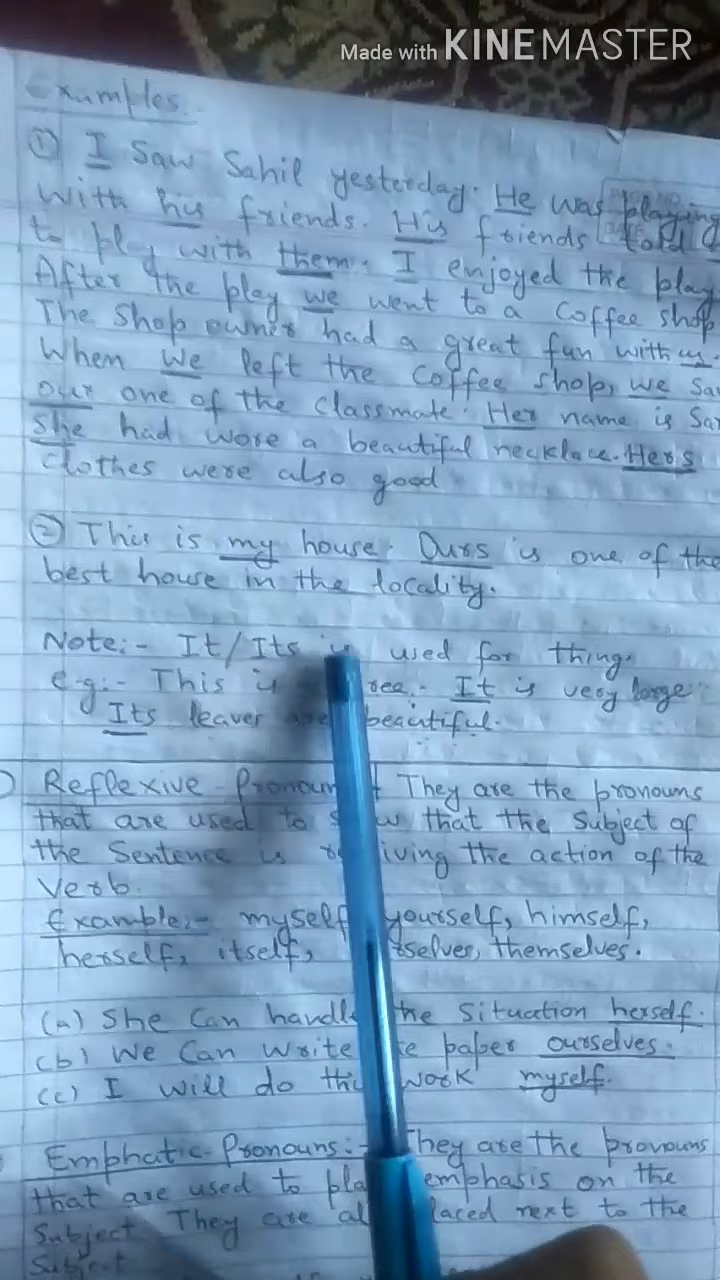 Made with KINEMASTER
Examples.
① I saw Sahil yesterday. He was playing
with his friends. His friends told
to play with them. I enjoyed the play
After the play we went to a coffee shop
The shop owner had a great fun with us.
When we left the coffee shop, we
our one of the classmate. Her name is
She had wore a beautiful necklace. Hers
clothes were also good
② This is my house. Ours is one of the
best house in the locality.
Note:- It/Its is used for thing.
e.g:- This is It is very large
Its leaves beautiful.
Reflexive Pronoun They are the pronouns
that are used to that the subject of
the sentence is the action of the
verb.
Example:- myself yourself, himself,
herself, itself, themselves.
(a) She can handle the situation herself.
(b) We can write paper ourselves.
(c) I will do work myself.
Emphatic Pronouns:- They are the pronouns
that are used to emphasis on the
subject. They are next to the
subject